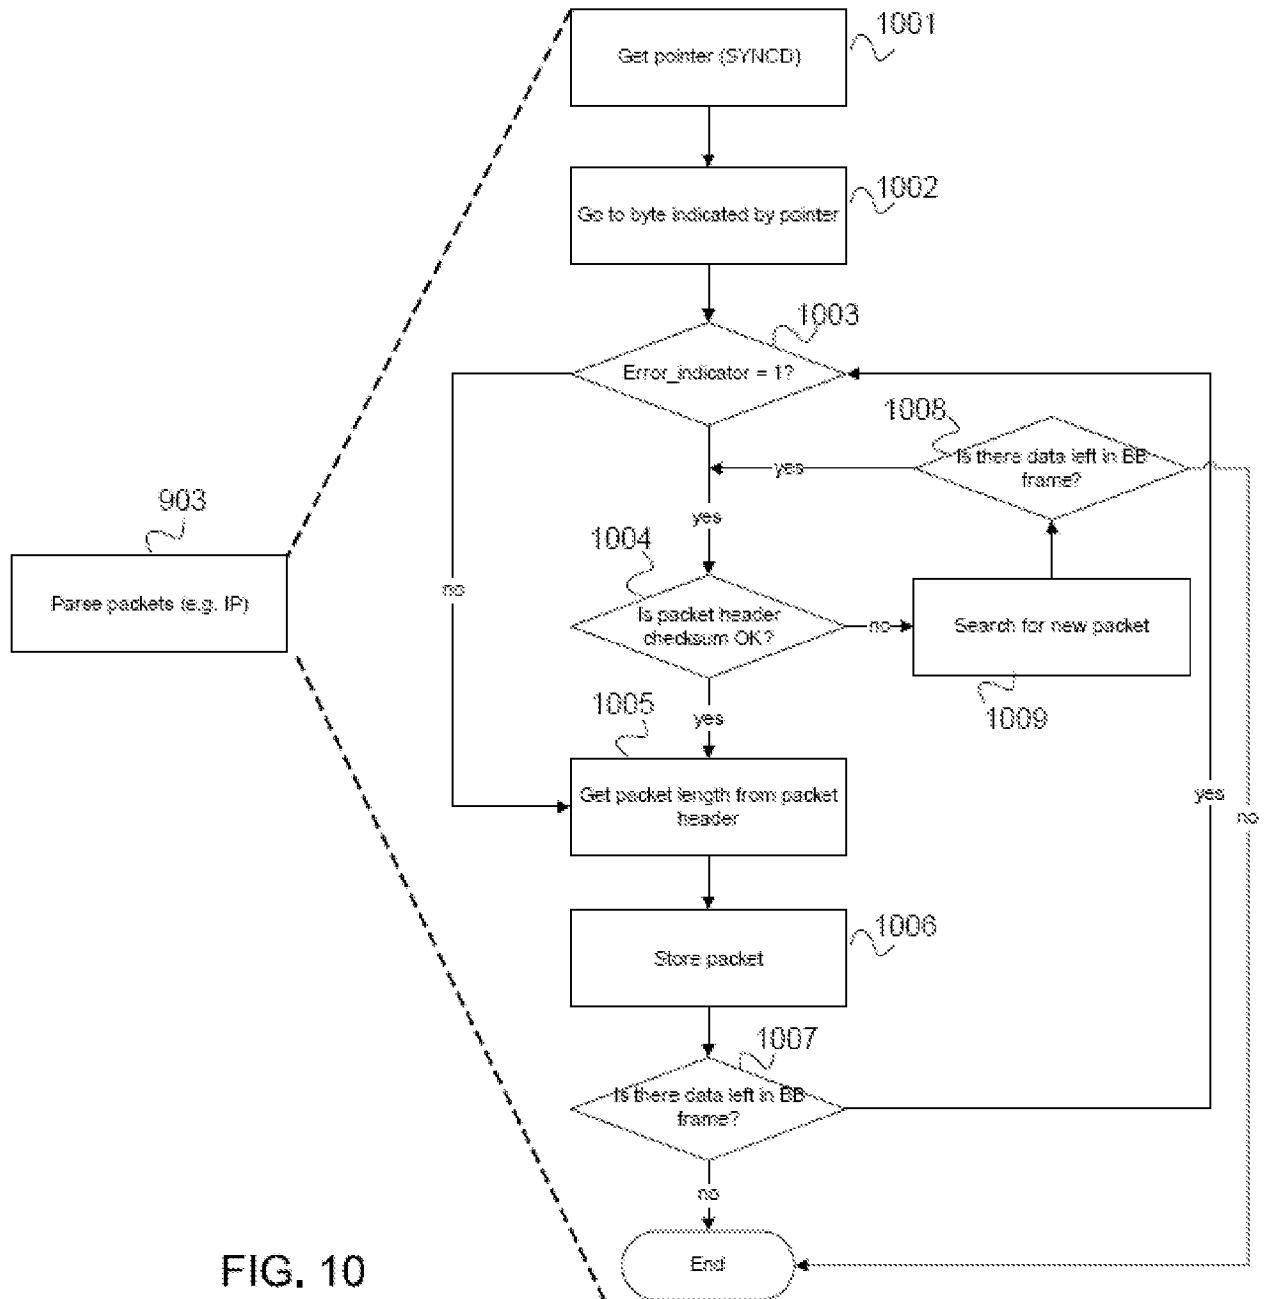 1001
Get pointer (SYNCD)
1002
Go to byte indicated by pointer
1003
Error_indicator = 1?
1008
Is there data left in BB
frame?
yes
yes
903
Parse packets (e.g. IP)
no
1004
Is packet header
checksum OK?
no
Search for new packet
1009
yes
1005
Get packet length from packet
header
yes
no
1006
Store packet
1007
Is there data left in BB
frame?
no
End
FIG. 10